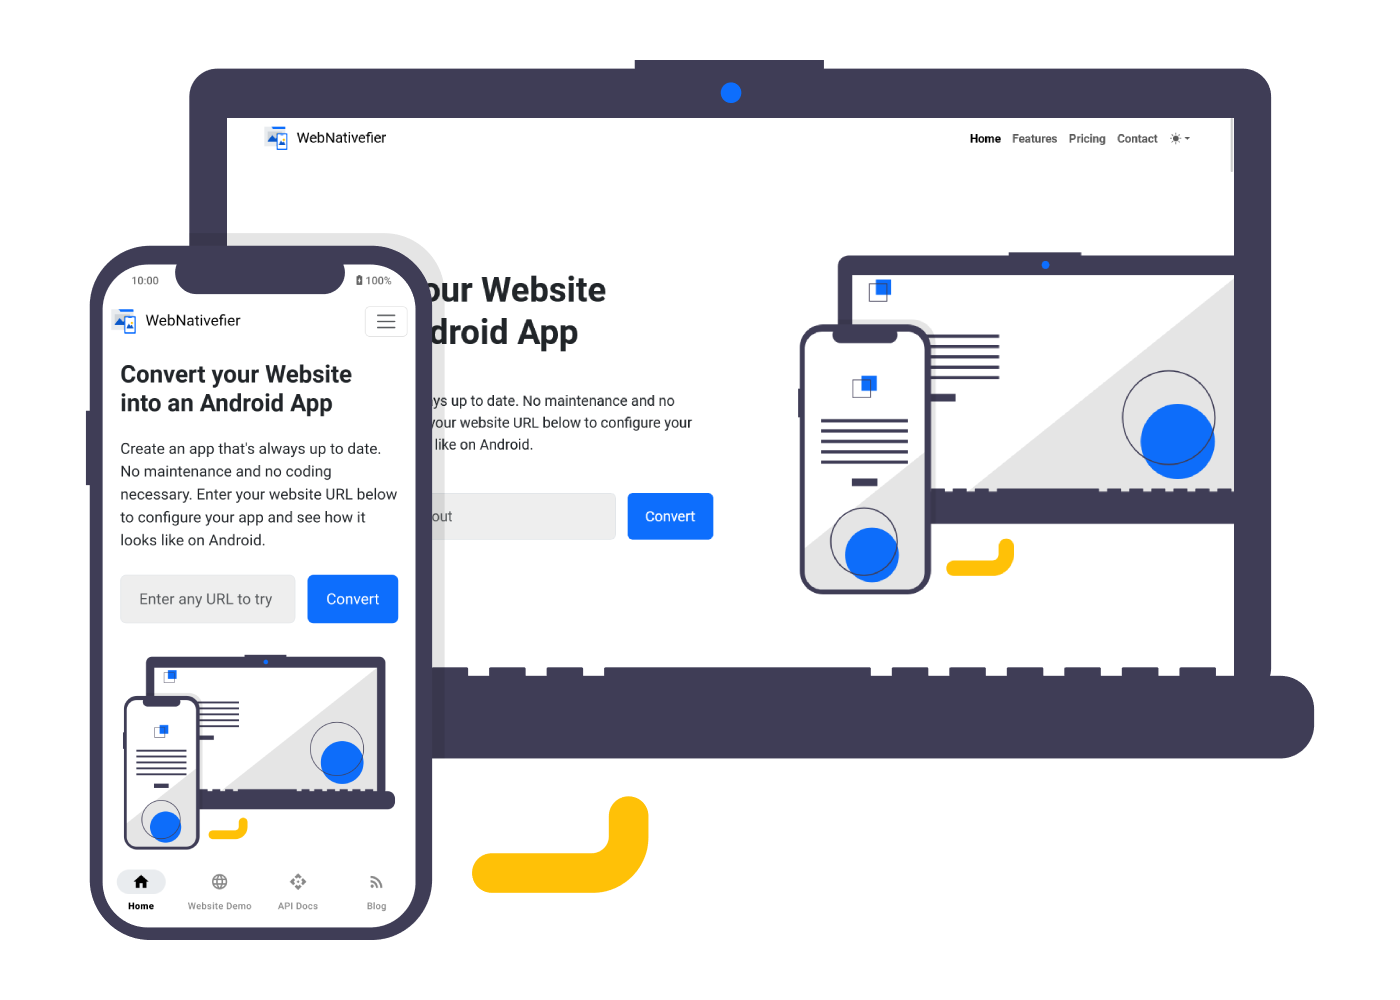 WebNativefier
Home Features Pricing Contact
our Website
droid App
ys up to date. No maintenance and no
your website URL below to configure your
like on Android.
out
Convert
10:00
100%
WebNativefier
Convert your Website
into an Android App
Create an app that's always up to date.
No maintenance and no coding
necessary. Enter your website URL below
to configure your app and see how it
looks like on Android.
Enter any URL to try
Convert
Home Website Demo API Docs Blog